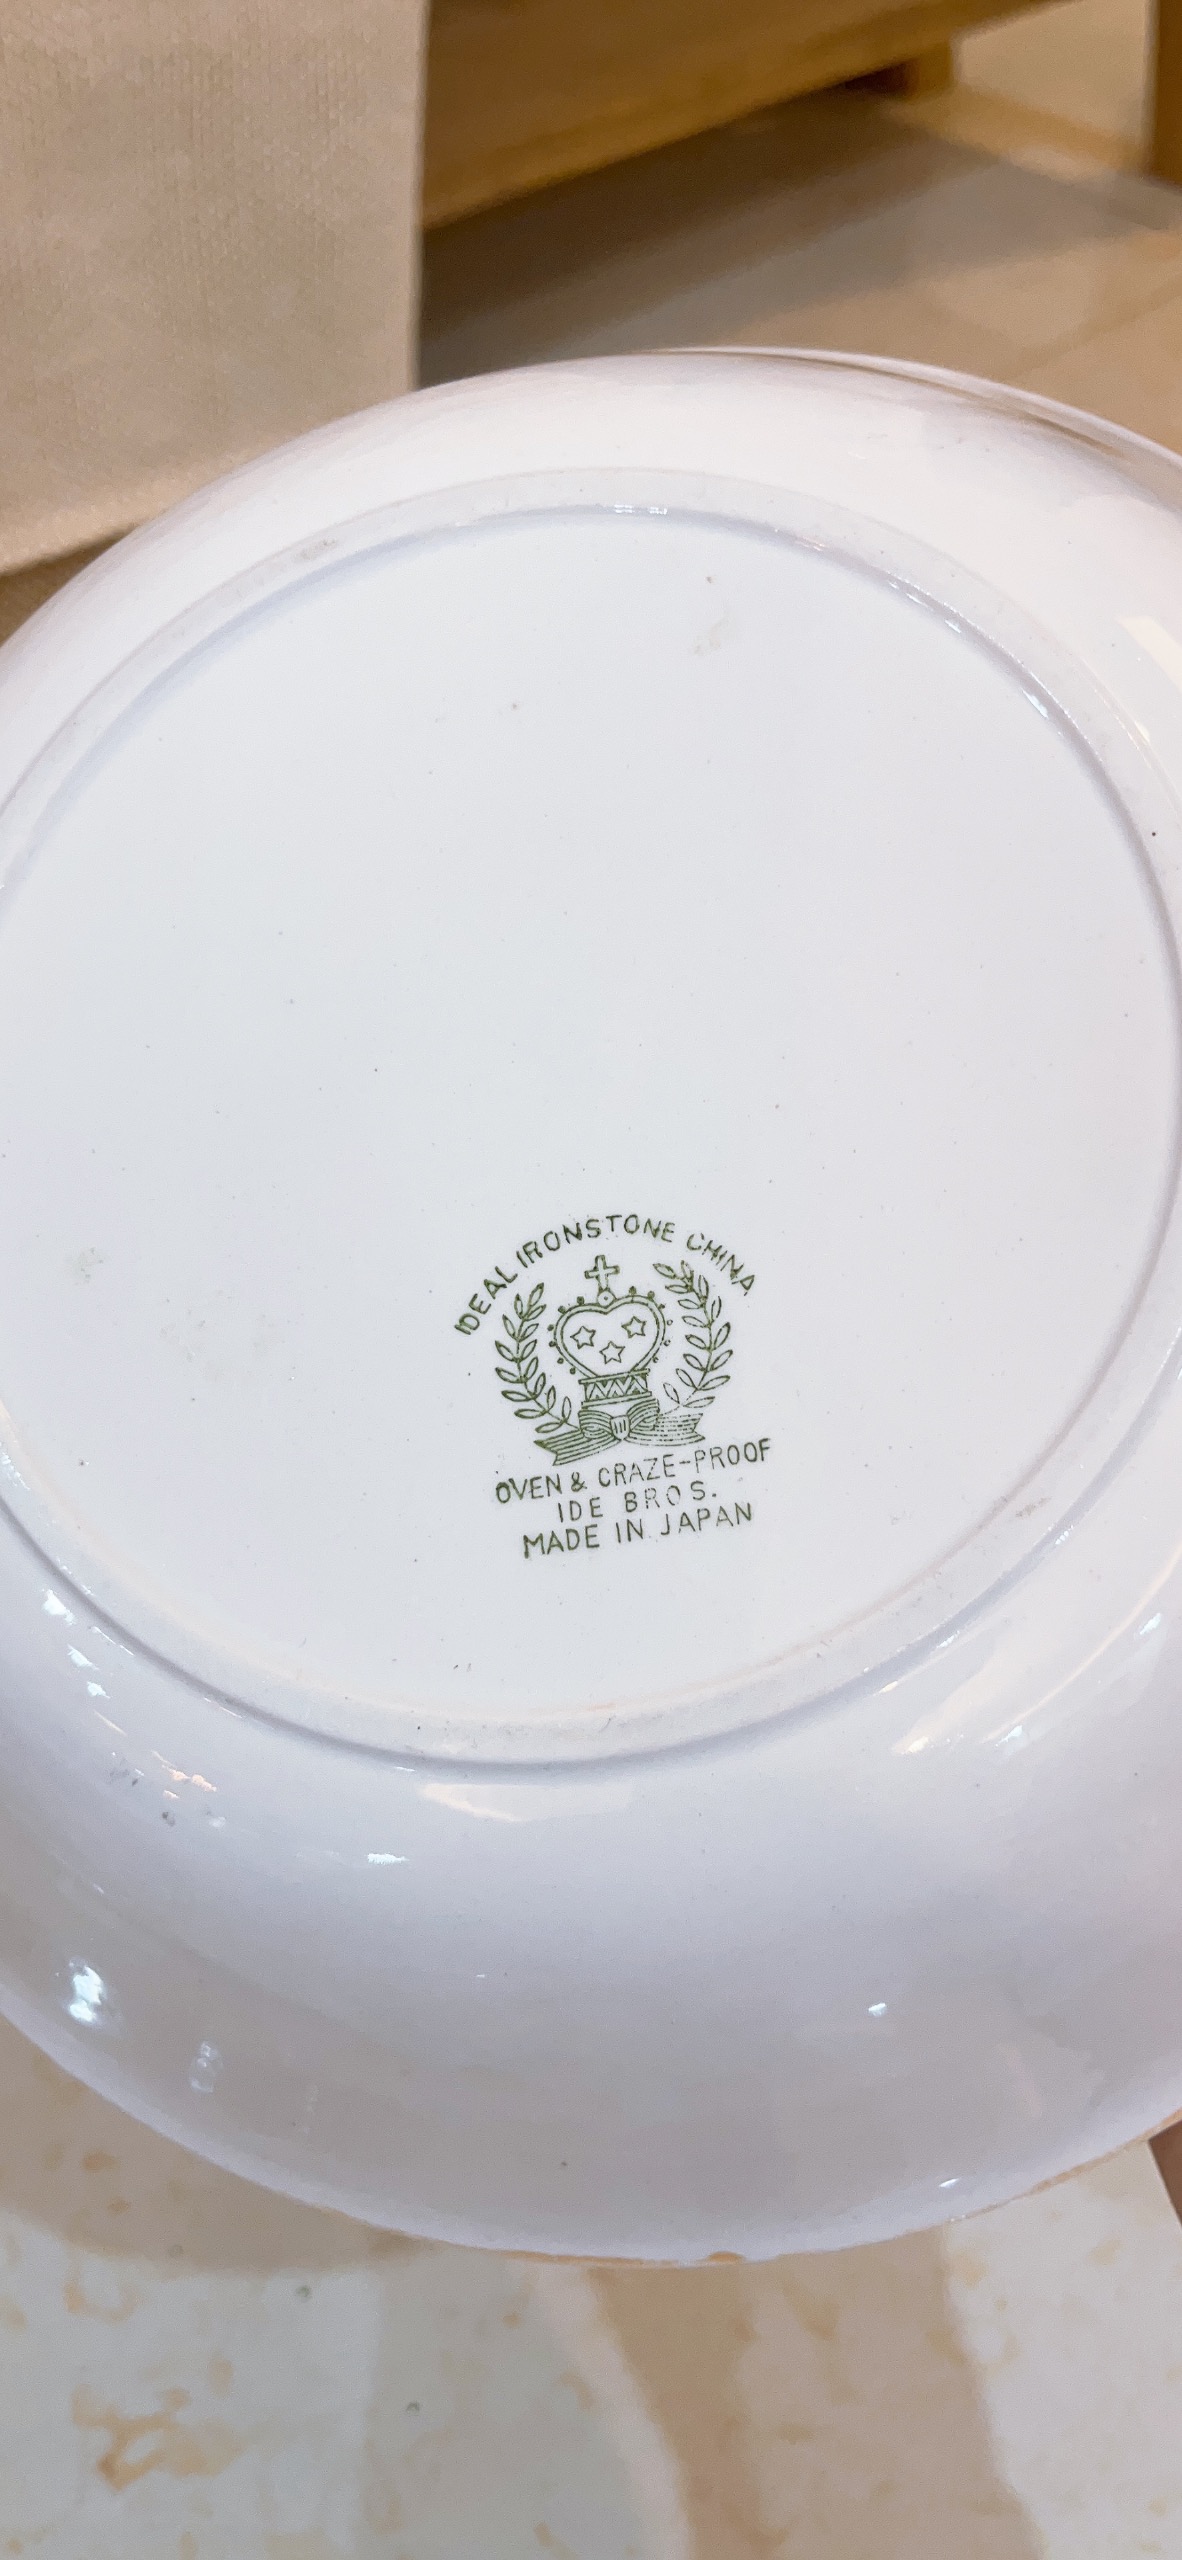 IDEAL IRONSTONE CHINA
OVEN & CRAZE-PROOF
IDE BROS.
MADE IN JAPAN